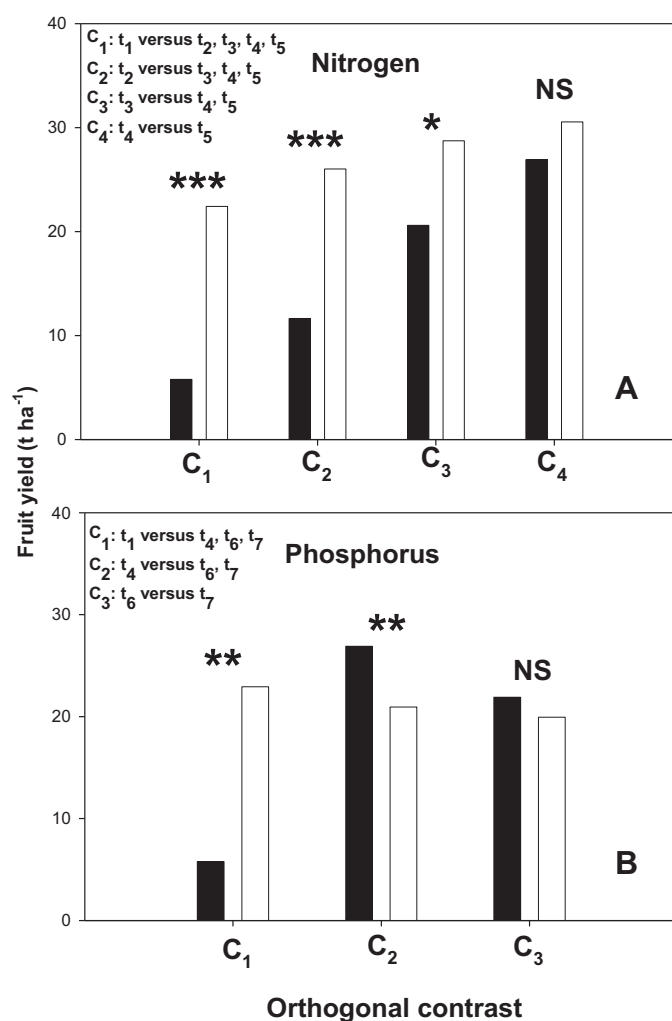 Fruit yield (t ha⁻¹)
40
30
20
10
0
C₁: t₁ versus t₂, t₃, t₄, t₅
C₂: t₂ versus t₃, t₄, t₅
C₃: t₃ versus t₄, t₅
C₄: t₄ versus t₅
Nitrogen
***
***
*
NS
A
C₁ C₂ C₃ C₄
40
30
20
10
0
C₁: t₁ versus t₄, t₆, t₇
C₂: t₄ versus t₆, t₇
C₃: t₆ versus t₇
Phosphorus
**
**
NS
B
C₁ C₂ C₃
Orthogonal contrast